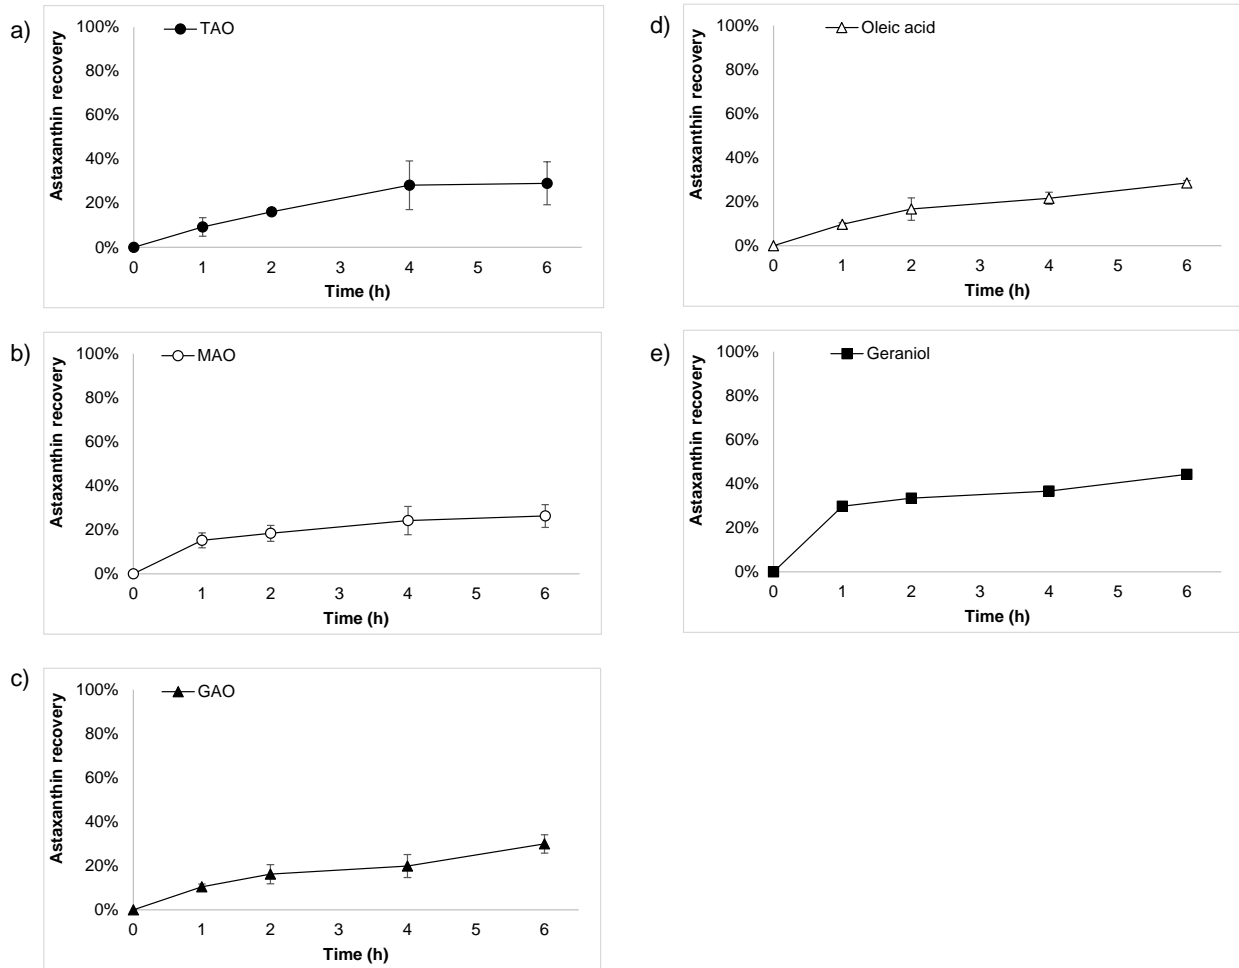 a)
Astaxanthin recovery
TAO
100%
80%
60%
40%
20%
0%
0 1 2 3 4 5 6
Time (h)
b)
Astaxanthin recovery
MAO
100%
80%
60%
40%
20%
0%
0 1 2 3 4 5 6
Time (h)
c)
Astaxanthin recovery
GAO
100%
80%
60%
40%
20%
0%
0 1 2 3 4 5 6
Time (h)
d)
Astaxanthin recovery
Oleic acid
100%
80%
60%
40%
20%
0%
0 1 2 3 4 5 6
Time (h)
e)
Astaxanthin recovery
Geraniol
100%
80%
60%
40%
20%
0%
0 1 2 3 4 5 6
Time (h)